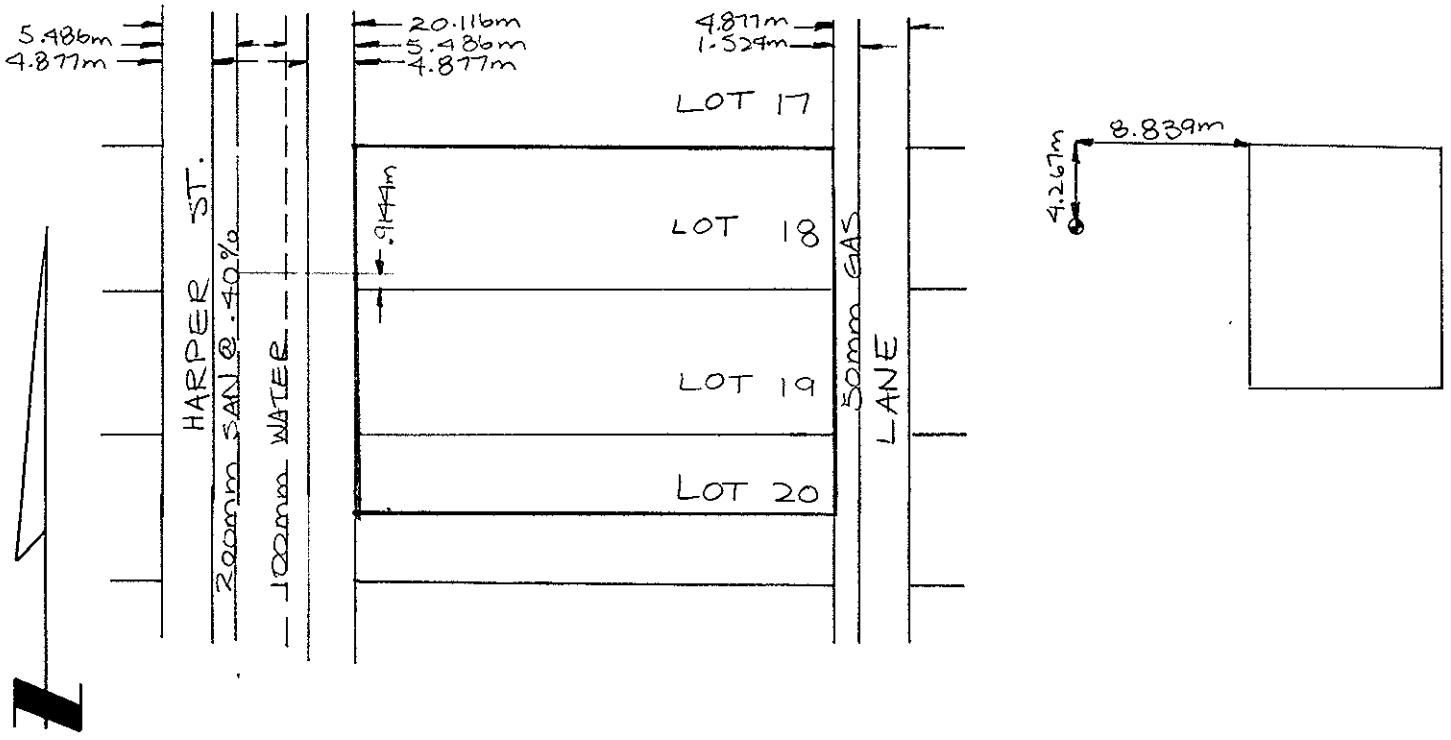 5.486m
4.877m
20.116m
5.486m
4.877m
4.877m
1.524m
LOT 17
8.839m
4.267m
HARPER ST.
.9144m
LOT 18
200mm SAN @ .40%
100mm WATER
50mm GAS
LANE
LOT 19
LOT 20